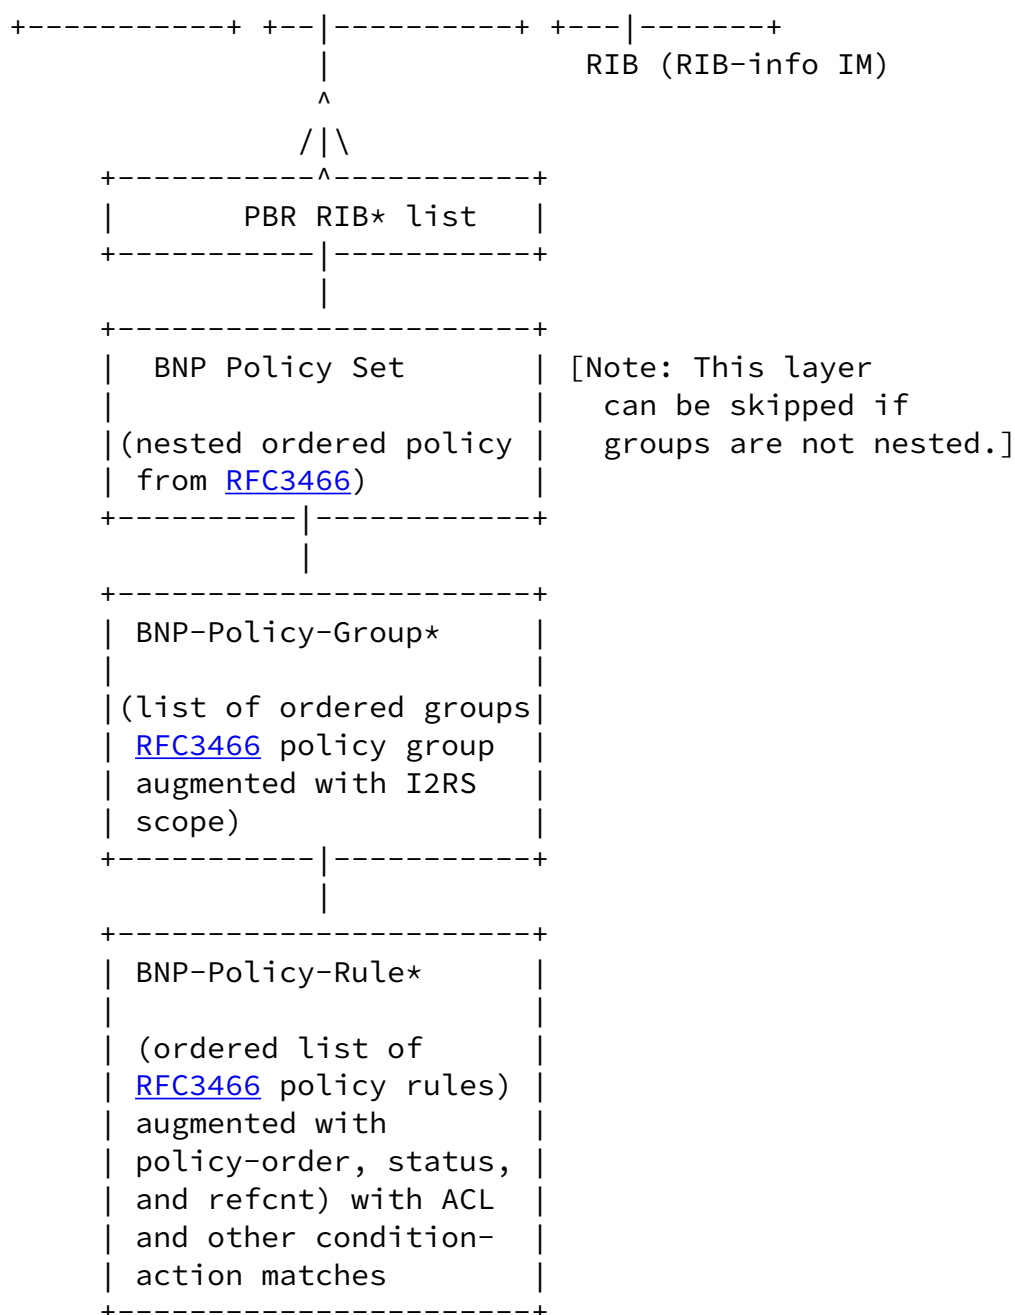 +-----------+ +--|----------+ +---|-------+
                 |              RIB (RIB-info IM)
                 ^
                /|\
     +-----------^-----------+
     |       PBR RIB* list   |
     +-----------|-----------+
                 |
     +-----------------------+
     |  BNP Policy Set       | [Note: This layer
     |                       |   can be skipped if
     |(nested ordered policy |   groups are not nested.]
     | from RFC3466)         |
     +----------|------------+
                |
     +-----------------------+
     | BNP-Policy-Group*     |
     |                       |
     |(list of ordered groups|
     | RFC3466 policy group  |
     | augmented with I2RS   |
     | scope)                |
     +-----------|-----------+
                 |
     +-----------------------+
     | BNP-Policy-Rule*      |
     |                       |
     | (ordered list of      |
     | RFC3466 policy rules) |
     | augmented with        |
     | policy-order, status, |
     | and refcnt) with ACL  |
     | and other condition-  |
     | action matches        |
     +-----------------------+